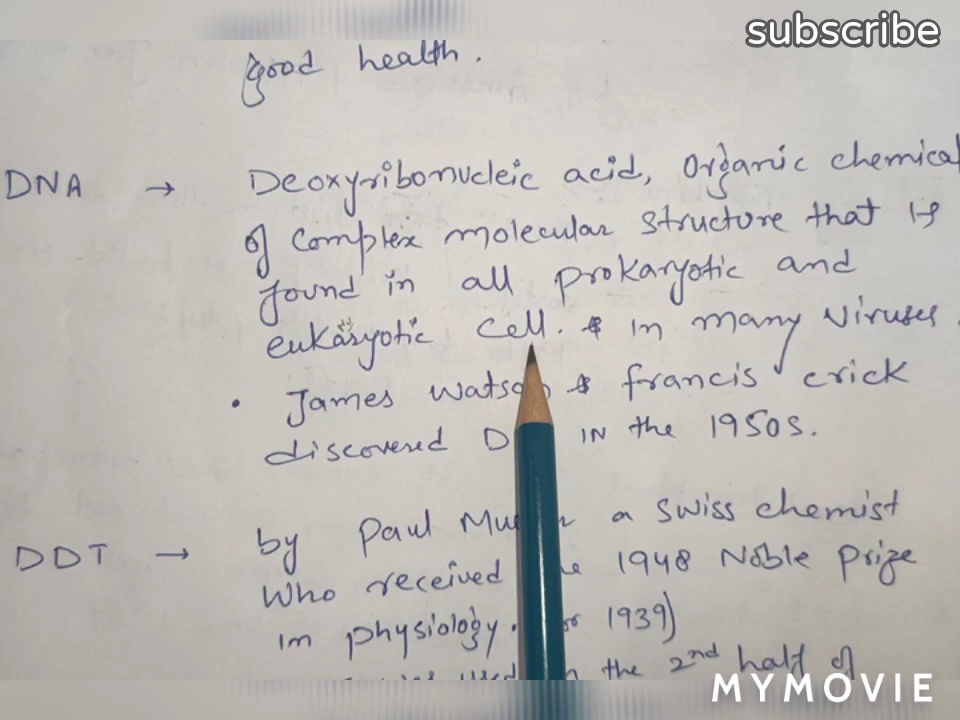 subscribe
good health.
DNA → Deoxyribonucleic acid, Organic chemical
of complex molecular structure that is
found in all prokaryotic and
eukaryotic cell. & in many viruses.
• James Watson & francis crick
discovered D IN the 1950s.
DDT → by Paul a swiss chemist
Who received 1948 Noble Prize
in physiology. 1939)
the 2nd half of
MYMOVIE